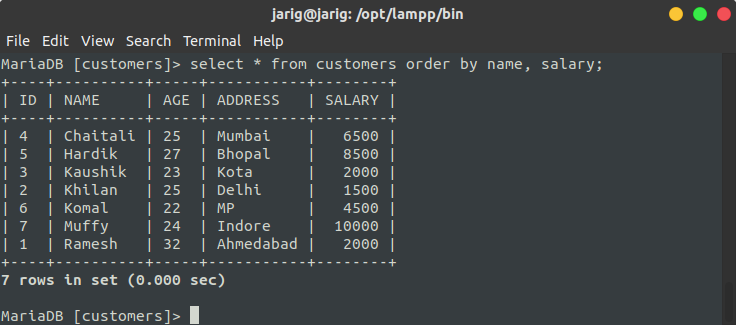 jarig@jarig: /opt/lampp/bin
File Edit View Search Terminal Help
MariaDB [customers]> select * from customers order by name, salary;
+----+----------+-----+-----------+--------+
| ID | NAME     | AGE | ADDRESS   | SALARY |
+----+----------+-----+-----------+--------+
| 4  | Chaitali | 25  | Mumbai    |   6500 |
| 5  | Hardik   | 27  | Bhopal    |   8500 |
| 3  | Kaushik  | 23  | Kota      |   2000 |
| 2  | Khilan   | 25  | Delhi     |   1500 |
| 6  | Komal    | 22  | MP        |   4500 |
| 7  | Muffy    | 24  | Indore    |  10000 |
| 1  | Ramesh   | 32  | Ahmedabad |   2000 |
+----+----------+-----+-----------+--------+
7 rows in set (0.000 sec)
MariaDB [customers]>